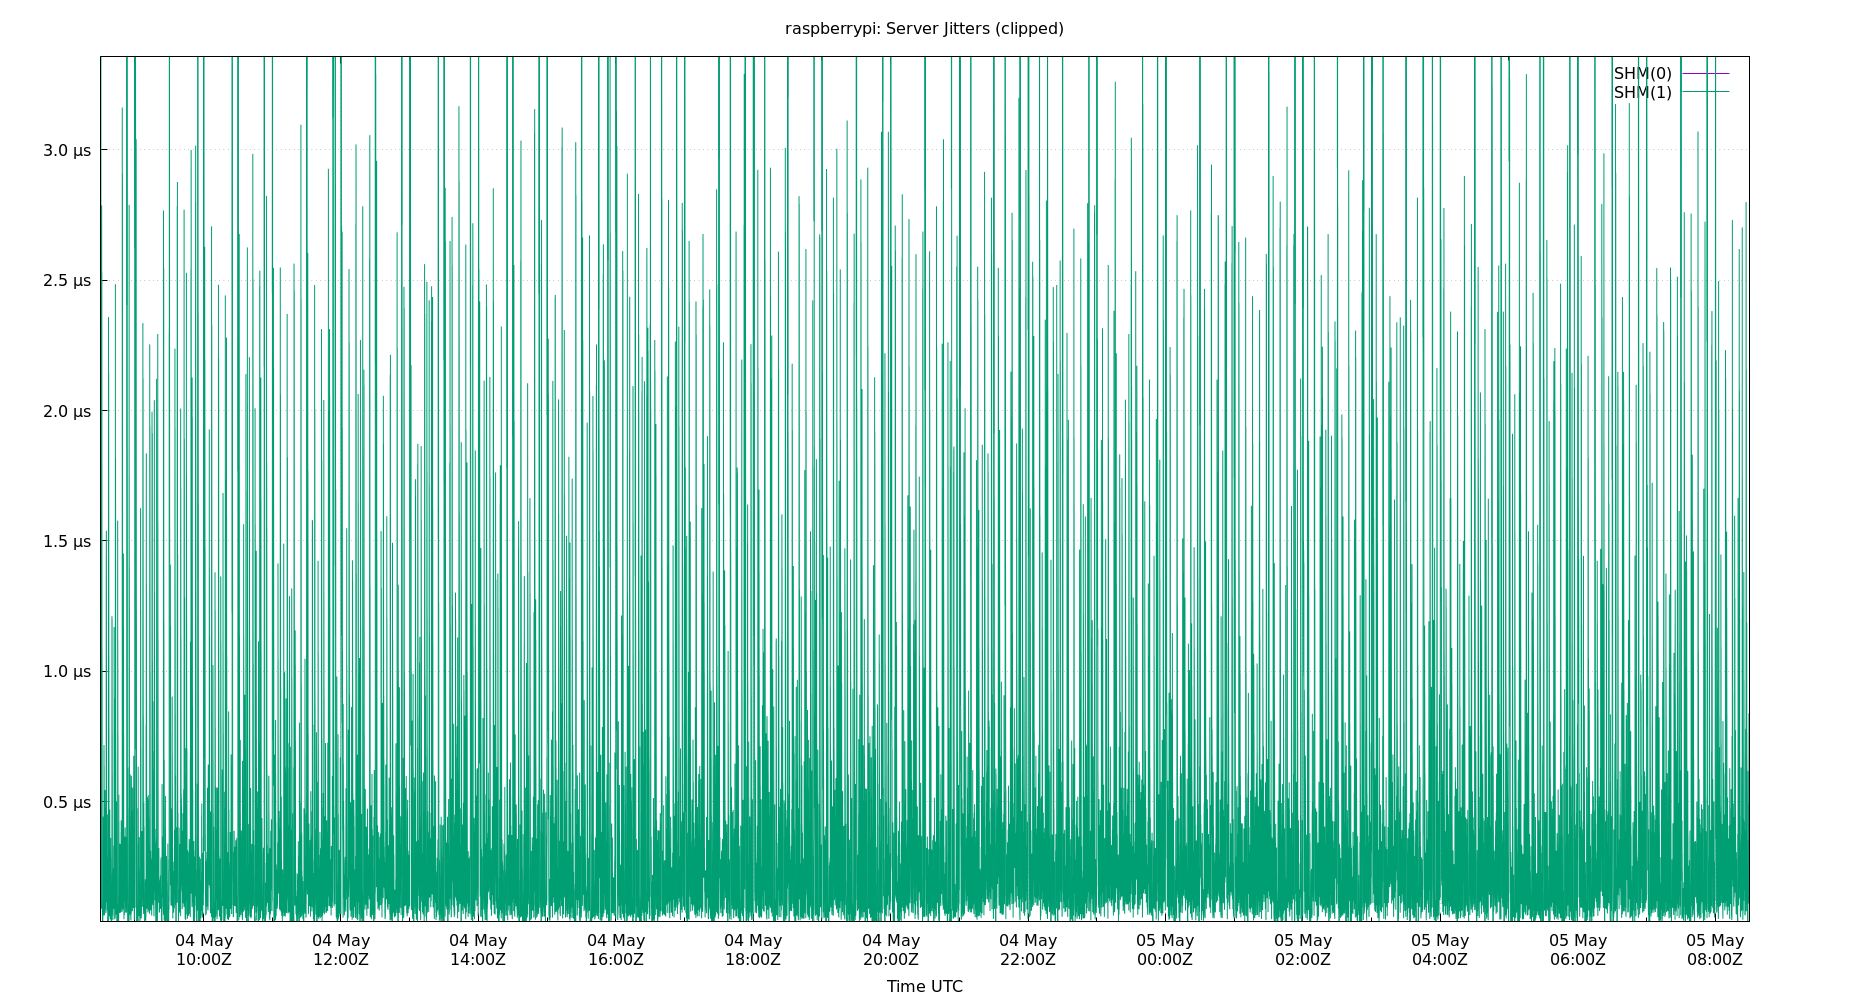 raspberrypi: Server Jitters (clipped)
SHM(0)
SHM(1)
3.0 µs
2.5 µs
2.0 µs
1.5 µs
1.0 µs
0.5 µs
04 May 04 May 04 May 04 May 04 May 04 May 04 May 05 May 05 May 05 May 05 May 05 May
10:00Z 12:00Z 14:00Z 16:00Z 18:00Z 20:00Z 22:00Z 00:00Z 02:00Z 04:00Z 06:00Z 08:00Z
Time UTC